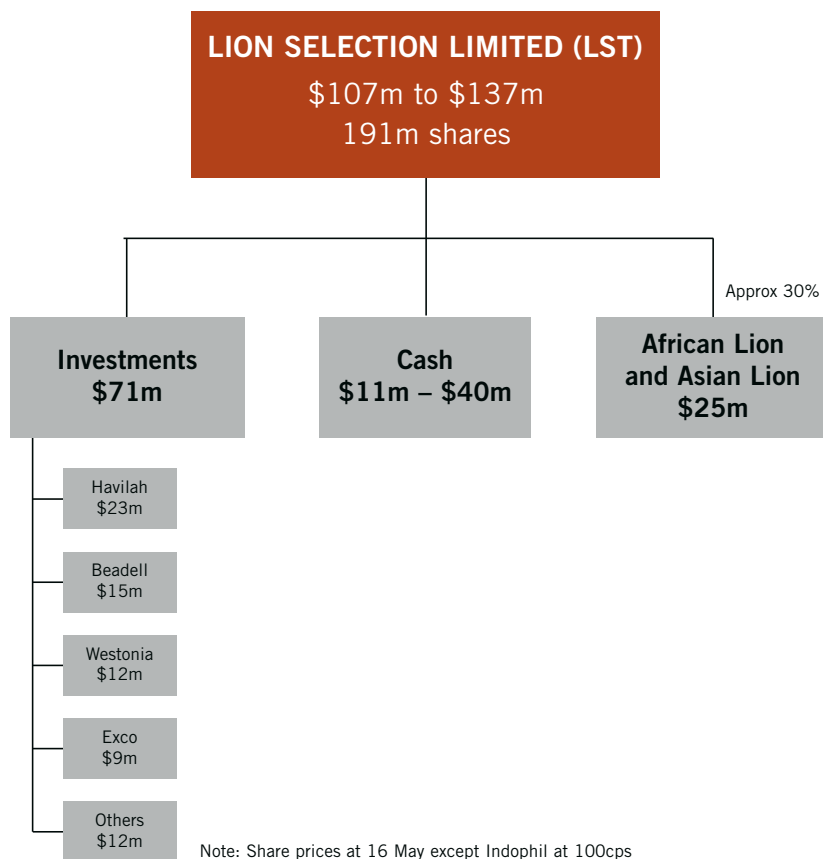 LION SELECTION LIMITED (LST)
$107m to $137m
191m shares
Approx 30%
Investments
$71m
Cash
$11m – $40m
African Lion
and Asian Lion
$25m
Havilah
$23m
Beadell
$15m
Westonia
$12m
Exco
$9m
Others
$12m
Note: Share prices at 16 May except Indophil at 100cps